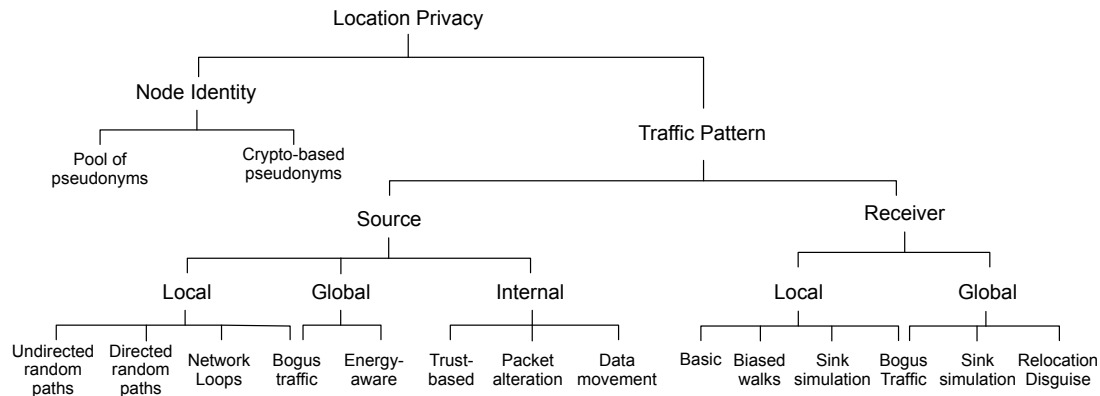 Location Privacy
Node Identity
Traffic Pattern
Pool of
pseudonyms
Crypto-based
pseudonyms
Source
Receiver
Local
Global
Internal
Local
Global
Undirected
random
paths
Directed
random
paths
Network
Loops
Bogus
traffic
Energy-
aware
Trust-
based
Packet
alteration
Data
movement
Basic
Biased
walks
Sink
simulation
Bogus
Traffic
Sink
simulation
Relocation
Disguise